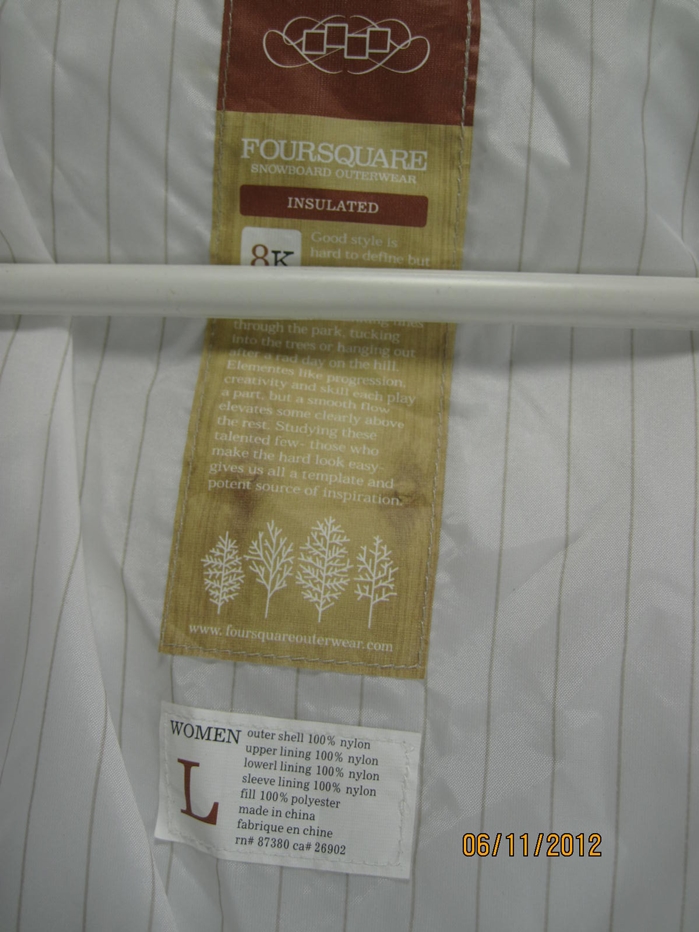 FOURSQUARE
SNOWBOARD OUTERWEAR
INSULATED
8K
Good style is
hard to define but
through the park, tucking
into the trees or hanging out
after a rad day on the hill.
Elementes like progression,
creativity and skill each play
a part, but a smooth flow
elevates some clearly above
the rest. Studying these
talented few- those who
make the hard look easy-
gives us all a template and
potent source of inspiration.
www.foursquareouterwear.com
WOMEN
L
outer shell 100% nylon
upper lining 100% nylon
lowerl lining 100% nylon
sleeve lining 100% nylon
fill 100% polyester
made in china
fabrique en chine
rn# 87380 ca# 26902
06/11/2012